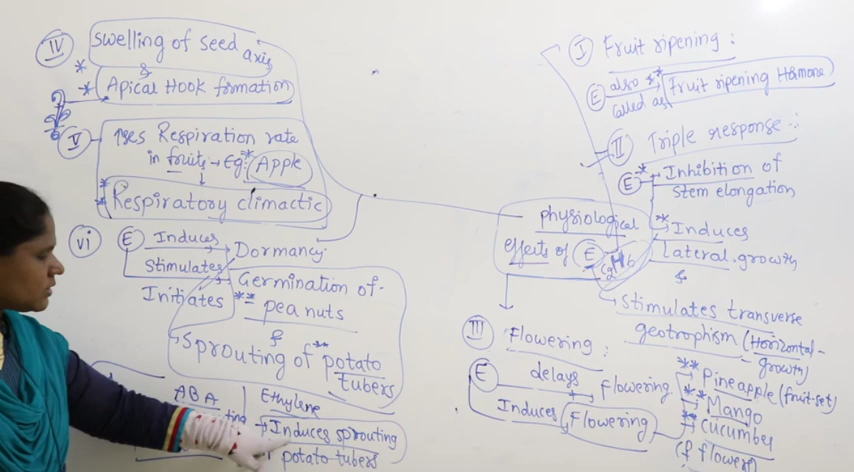 IV
swelling of seed axis
&
* * Apical Hook formation
V
↑ses Respiration rate
in fruits → Eg: * Apple
* * Respiratory climactic
vi
E Induces Dormancy
Stimulates Germination of
Initiates ** pea nuts
&
Sprouting of ** potato
tubers
ABA
Ethylene
→ Induces sprouting
potato tubers
physiological
effects of E
C2H4
I Fruit ripening :
E also ** Fruit ripening Hormone
called as
II Triple response :
E * Inhibition of
stem elongation
** Induces
lateral growth
&
stimulates transverse
geotrophism (Horizontal-
growth)
III Flowering :
E delays Flowering
Induces Flowering
** Pineapple (fruit-set)
** Mango
** cucumber
(♀ flower)